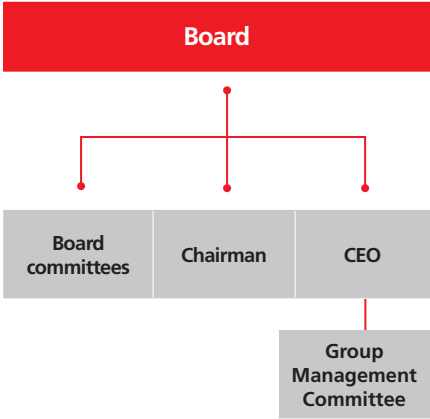 Board
Board
committees
Chairman
CEO
Group
Management
Committee